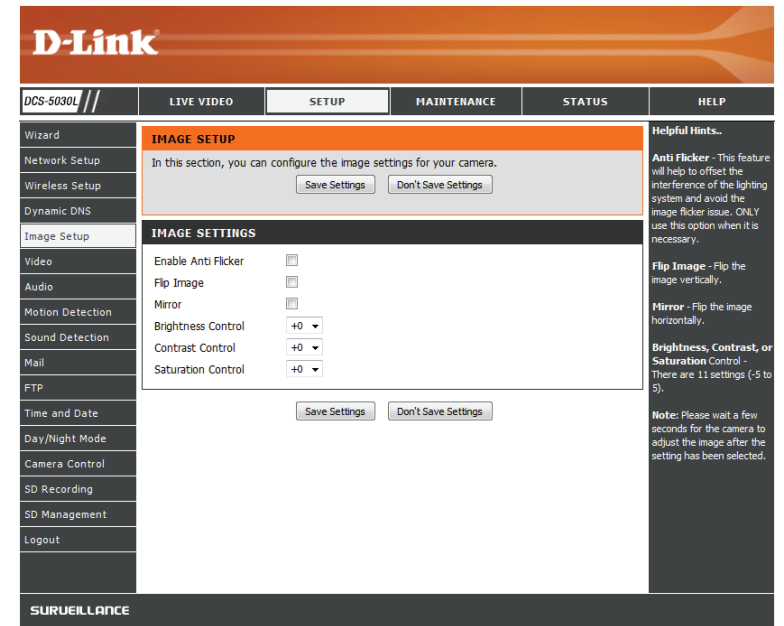 D-Link
DCS-5030L
LIVE VIDEO
SETUP
MAINTENANCE
STATUS
HELP
Wizard
Network Setup
Wireless Setup
Dynamic DNS
Image Setup
Video
Audio
Motion Detection
Sound Detection
Mail
FTP
Time and Date
Day/Night Mode
Camera Control
SD Recording
SD Management
Logout
IMAGE SETUP
In this section, you can configure the image settings for your camera.
Save Settings
Don't Save Settings
IMAGE SETTINGS
Enable Anti Flicker
Flip Image
Mirror
Brightness Control
+0
Contrast Control
+0
Saturation Control
+0
Save Settings
Don't Save Settings
Helpful Hints..
Anti Flicker - This feature
will help to offset the
interference of the lighting
system and avoid the
image flicker issue. ONLY
use this option when it is
necessary.
Flip Image - Flip the
image vertically.
Mirror - Flip the image
horizontally.
Brightness, Contrast, or
Saturation Control -
There are 11 settings (-5 to
5).
Note: Please wait a few
seconds for the camera to
adjust the image after the
setting has been selected.
SURVEILLANCE